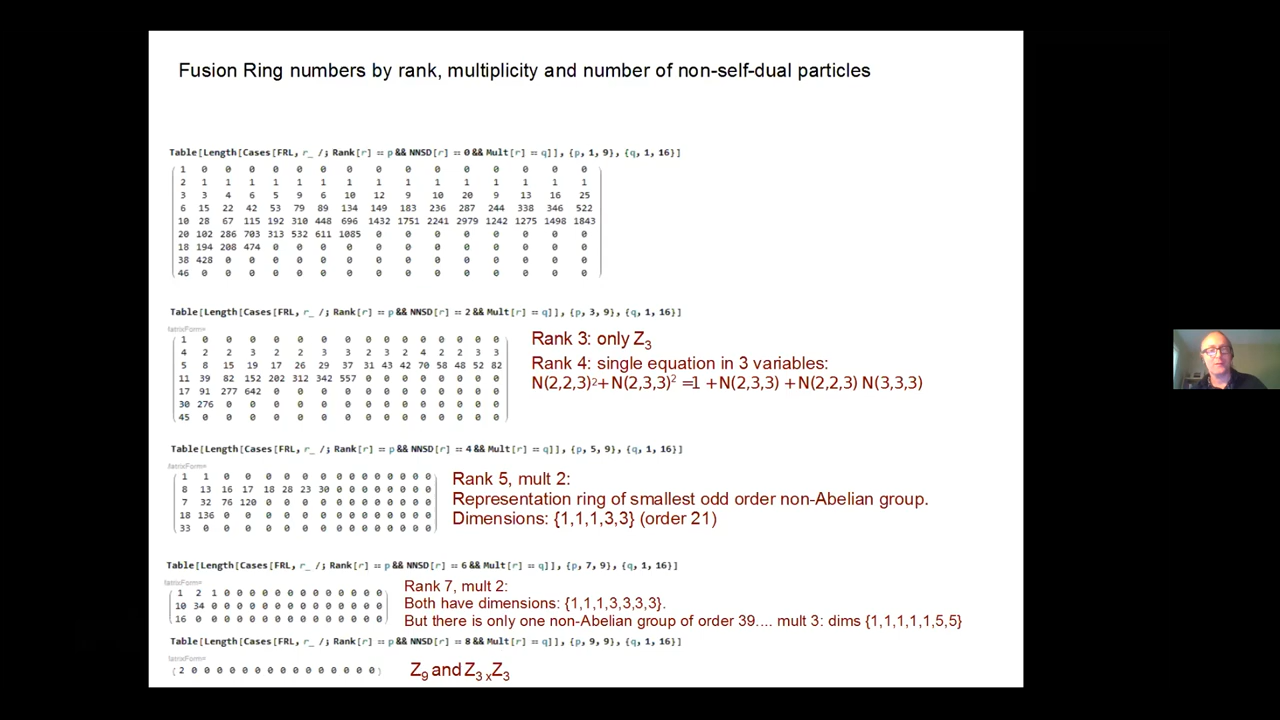 Fusion Ring numbers by rank, multiplicity and number of non-self-dual particles
Table[Length[Cases[FRL, r_ /; Rank[r] == p && NNSD[r] == 0 && Mult[r] == q]], {p, 1, 9}, {q, 1, 16}]
1 0 0 0 0 0 0 0 0 0 0 0 0 0 0 0
2 1 1 1 1 1 1 1 1 1 1 1 1 1 1 1
3 3 4 6 5 9 6 10 12 9 10 20 9 13 16 25
6 15 22 42 53 79 89 134 149 183 236 287 244 338 346 522
10 28 67 115 192 310 448 696 1432 1751 2241 2979 1242 1275 1498 1843
20 102 286 703 313 532 611 1085 0 0 0 0 0 0 0 0
18 194 208 474 0 0 0 0 0 0 0 0 0 0 0 0
38 428 0 0 0 0 0 0 0 0 0 0 0 0 0 0
46 0 0 0 0 0 0 0 0 0 0 0 0 0 0 0
Table[Length[Cases[FRL, r_ /; Rank[r] == p && NNSD[r] == 2 && Mult[r] == q]], {p, 3, 9}, {q, 1, 16}]
/atrixForm=
1 0 0 0 0 0 0 0 0 0 0 0 0 0 0 0
4 2 2 3 2 2 3 3 2 3 2 4 2 2 3 3
5 8 15 19 17 26 29 37 31 43 42 70 58 48 52 82
11 39 82 152 202 312 342 557 0 0 0 0 0 0 0 0
17 91 277 642 0 0 0 0 0 0 0 0 0 0 0 0
30 276 0 0 0 0 0 0 0 0 0 0 0 0 0 0
45 0 0 0 0 0 0 0 0 0 0 0 0 0 0 0
Rank 3: only Z₃
Rank 4: single equation in 3 variables:
N(2,2,3)²+ N(2,3,3)² =1 + N(2,3,3) + N(2,2,3) N(3,3,3)
Table[Length[Cases[FRL, r_ /; Rank[r] == p && NNSD[r] == 4 && Mult[r] == q]], {p, 5, 9}, {q, 1, 16}]
/atrixForm=
1 1 0 0 0 0 0 0 0 0 0 0 0 0 0 0
8 13 16 17 18 28 23 30 0 0 0 0 0 0 0 0
7 32 76 120 0 0 0 0 0 0 0 0 0 0 0 0
18 136 0 0 0 0 0 0 0 0 0 0 0 0 0 0
33 0 0 0 0 0 0 0 0 0 0 0 0 0 0 0
Rank 5, mult 2:
Representation ring of smallest odd order non-Abelian group.
Dimensions: {1,1,1,3,3} (order 21)
Table[Length[Cases[FRL, r_ /; Rank[r] == p && NNSD[r] == 6 && Mult[r] == q]], {p, 7, 9}, {q, 1, 16}]
/atrixForm=
1 2 1 0 0 0 0 0 0 0 0 0 0 0 0 0
10 34 0 0 0 0 0 0 0 0 0 0 0 0 0 0
16 0 0 0 0 0 0 0 0 0 0 0 0 0 0 0
Rank 7, mult 2:
Both have dimensions: {1,1,1,3,3,3,3}.
But there is only one non-Abelian group of order 39.... mult 3: dims {1,1,1,1,1,5,5}
Table[Length[Cases[FRL, r_ /; Rank[r] == p && NNSD[r] == 8 && Mult[r] == q]], {p, 9, 9}, {q, 1, 16}]
/atrixForm=
( 2 0 0 0 0 0 0 0 0 0 0 0 0 0 0 0 )
Z₉ and Z₃ ₓZ₃